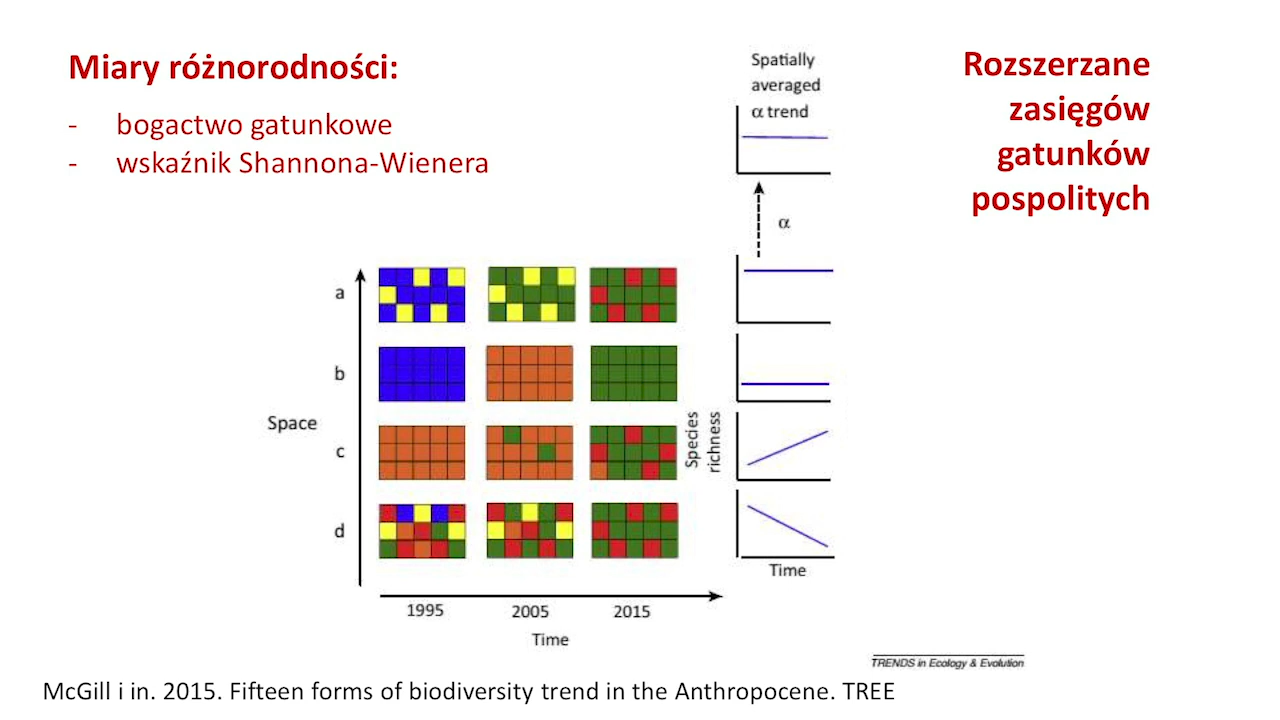 Miary różnorodności:
- bogactwo gatunkowe
- wskaźnik Shannona-Wienera
Spatially
averaged
α trend
Rozszerzane
zasięgów
gatunków
pospolitych
α
a
b
Space
c
d
Species
richness
1995
2005
2015
Time
Time
TRENDS in Ecology & Evolution
McGill i in. 2015. Fifteen forms of biodiversity trend in the Anthropocene. TREE